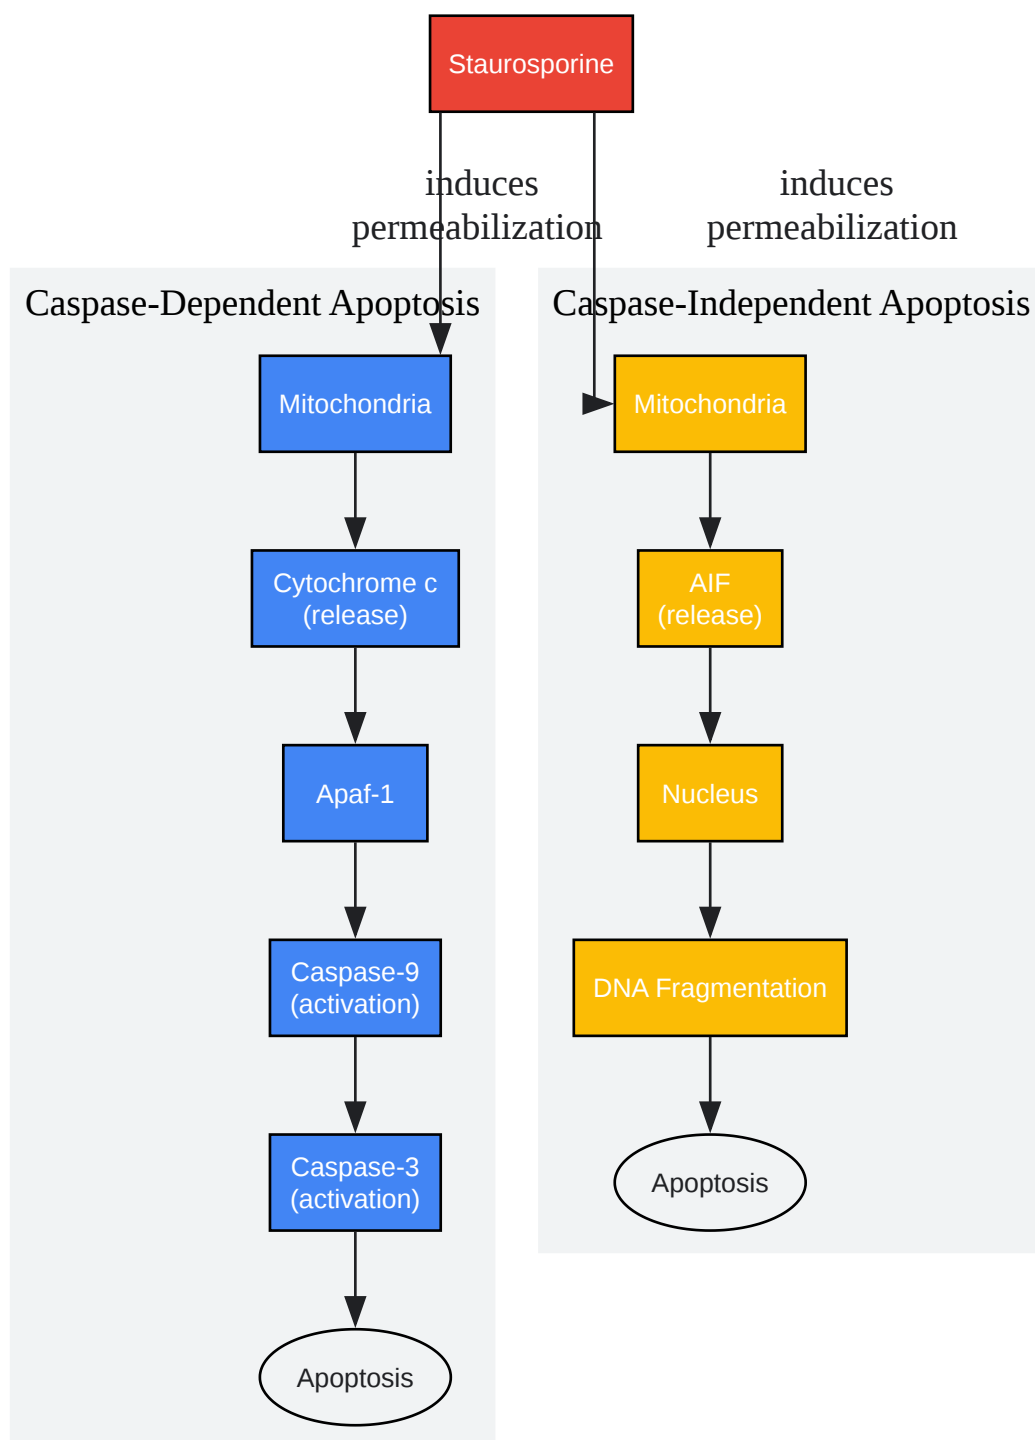 Staurosporine
induces
permeabilization
induces
permeabilization
Caspase-Dependent Apoptosis
Mitochondria
Cytochrome c
(release)
Apaf-1
Caspase-9
(activation)
Caspase-3
(activation)
Apoptosis
Caspase-Independent Apoptosis
Mitochondria
AIF
(release)
Nucleus
DNA Fragmentation
Apoptosis